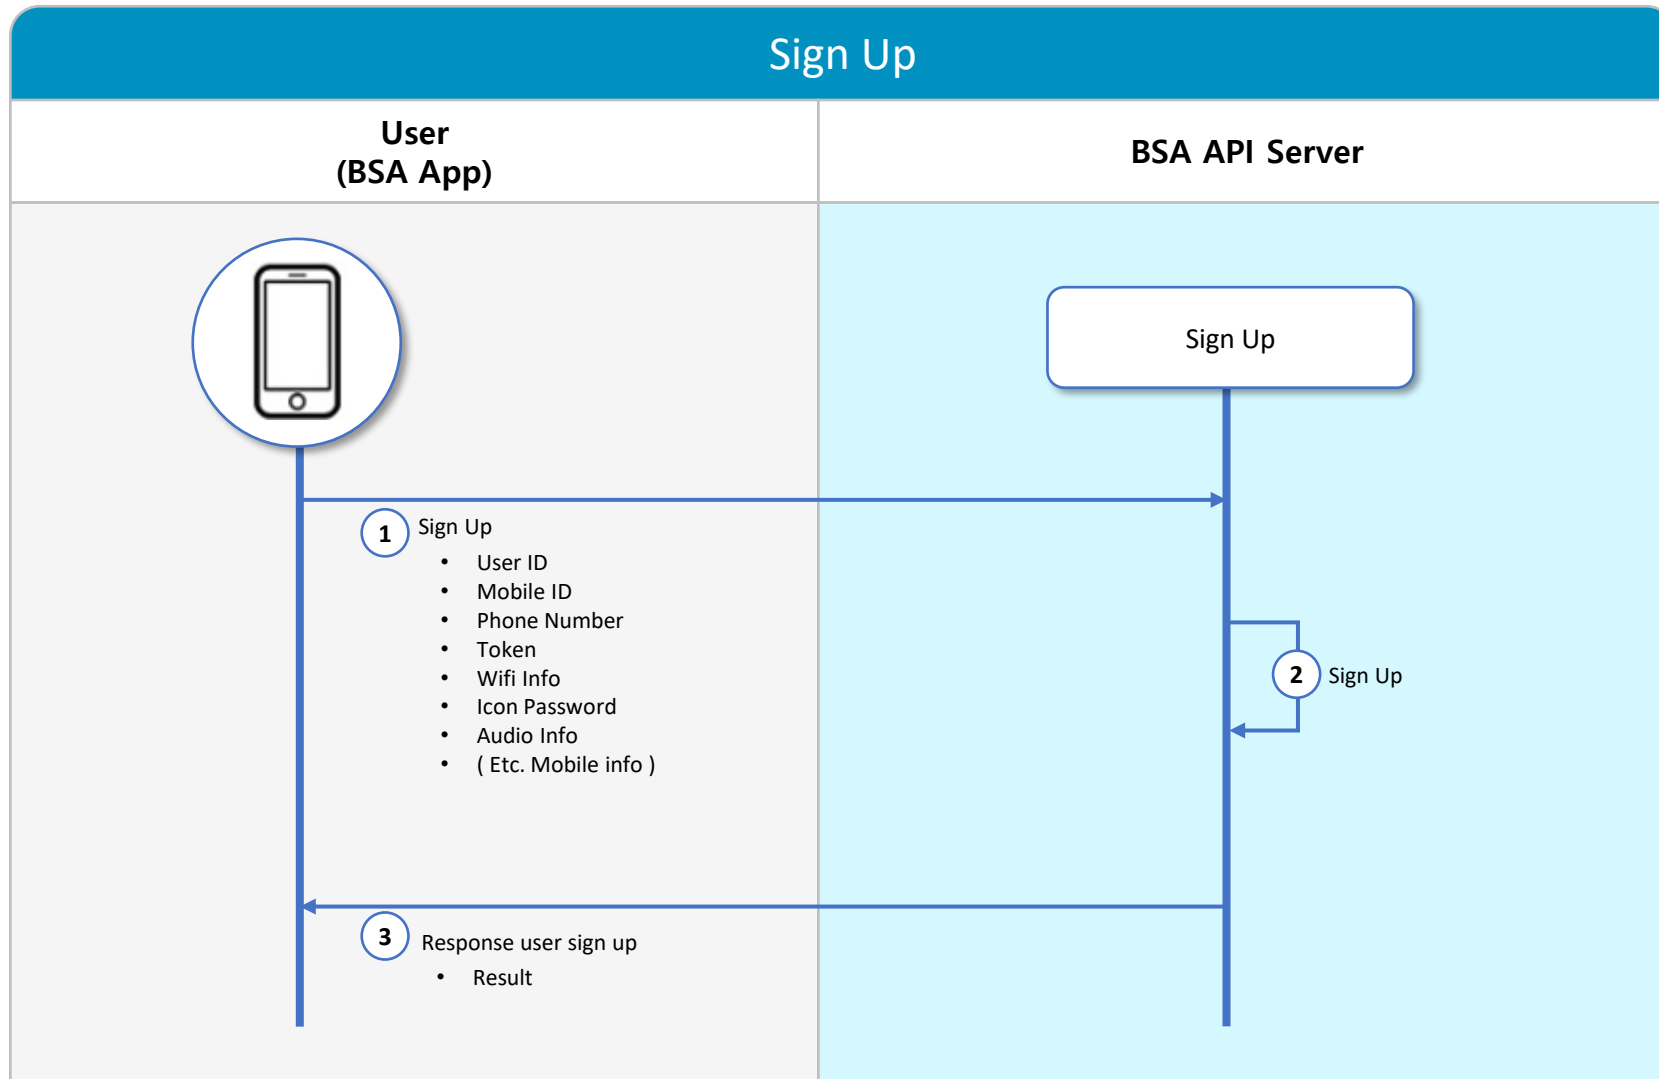 Sign Up
User
(BSA App)
BSA API Server
Sign Up
1 Sign Up
• User ID
• Mobile ID
• Phone Number
• Token
• Wifi Info
• Icon Password
• Audio Info
• ( Etc. Mobile info )
2 Sign Up
3 Response user sign up
• Result